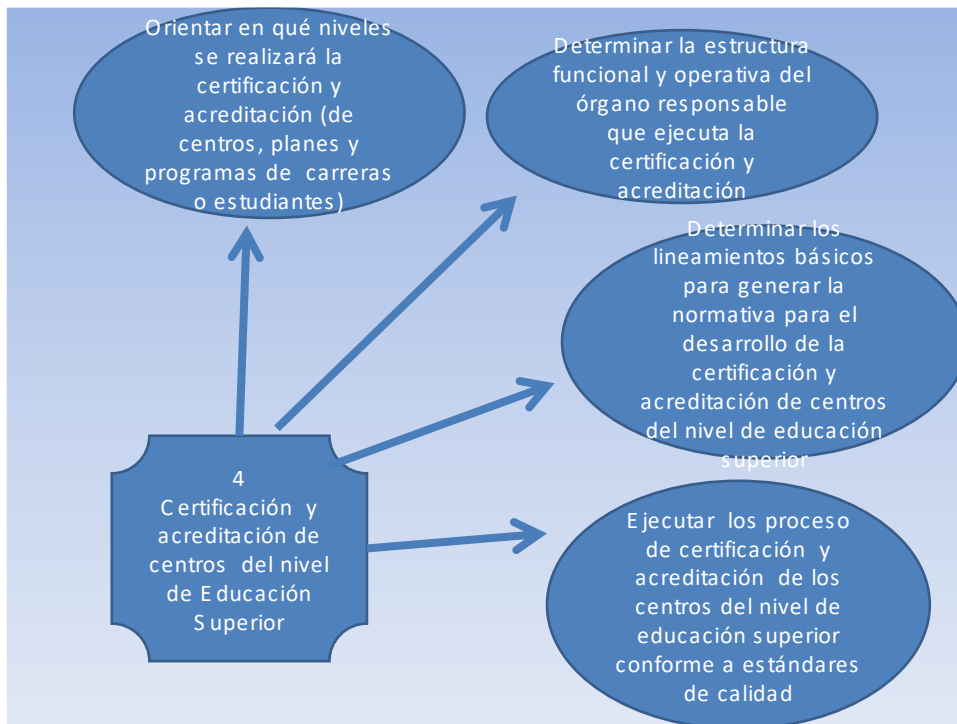 Orientar en qué niveles
se realizará la
certificación y
acreditación (de
centros, planes y
programas de carreras
o estudiantes)
Determinar la estructura
funcional y operativa del
órgano responsable
que ejecuta la
certificación y
acreditación
Determinar los
lineamientos básicos
para generar la
normativa para el
desarrollo de la
certificación y
acreditación de centros
del nivel de educación
superior
4
Certificación y
acreditación de
centros del nivel
de Educación
Superior
Ejecutar los proceso
de certificación y
acreditación de los
centros del nivel de
educación superior
conforme a estándares
de calidad